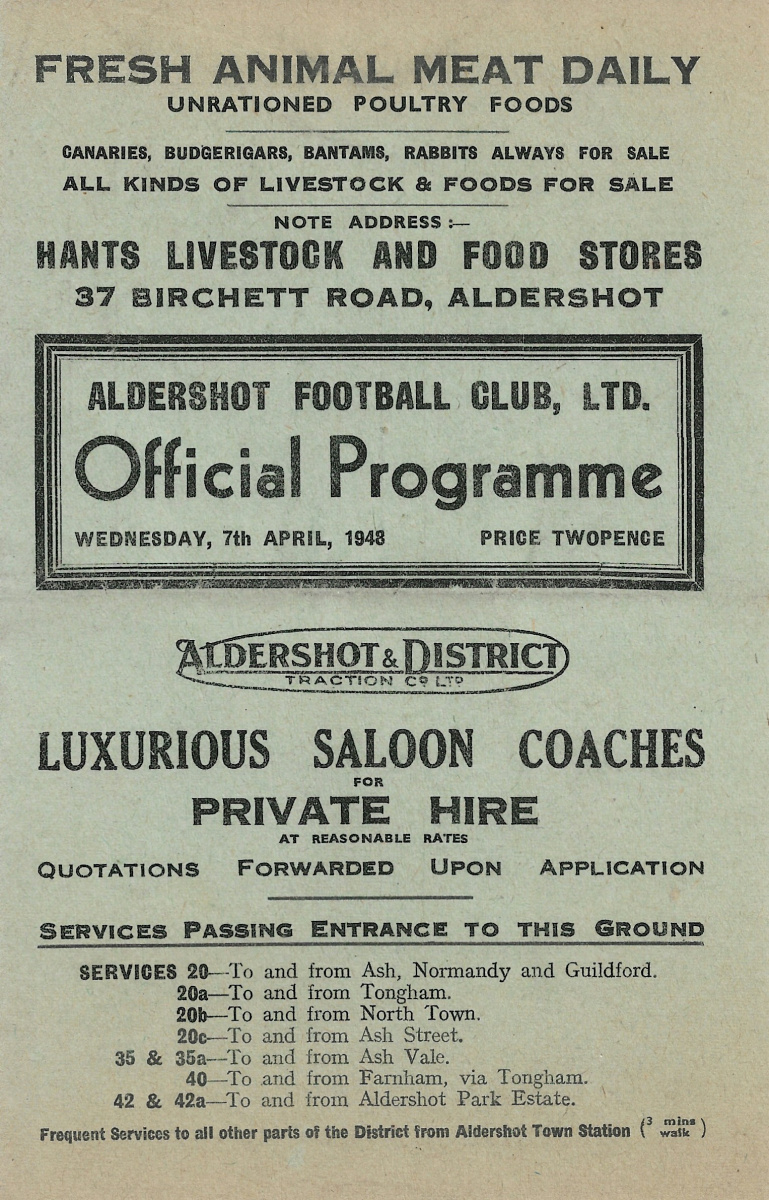 FRESH ANIMAL MEAT DAILY
UNRATIONED POULTRY FOODS
CANARIES, BUDGERIGARS, BANTAMS, RABBITS ALWAYS FOR SALE
ALL KINDS OF LIVESTOCK & FOODS FOR SALE
NOTE ADDRESS :—
HANTS LIVESTOCK AND FOOD STORES
37 BIRCHETT ROAD, ALDERSHOT
ALDERSHOT FOOTBALL CLUB, LTD.
Official Programme
WEDNESDAY, 7th APRIL, 1948 PRICE TWOPENCE
ALDERSHOT & DISTRICT
TRACTION CO LTD
LUXURIOUS SALOON COACHES
FOR
PRIVATE HIRE
AT REASONABLE RATES
QUOTATIONS FORWARDED UPON APPLICATION
SERVICES PASSING ENTRANCE TO THIS GROUND
SERVICES 20—To and from Ash, Normandy and Guildford.
20a—To and from Tongham.
20b—To and from North Town.
20c—To and from Ash Street.
35 & 35a—To and from Ash Vale.
40—To and from Farnham, via Tongham.
42 & 42a—To and from Aldershot Park Estate.
Frequent Services to all other parts of the District from Aldershot Town Station (3 mins walk)